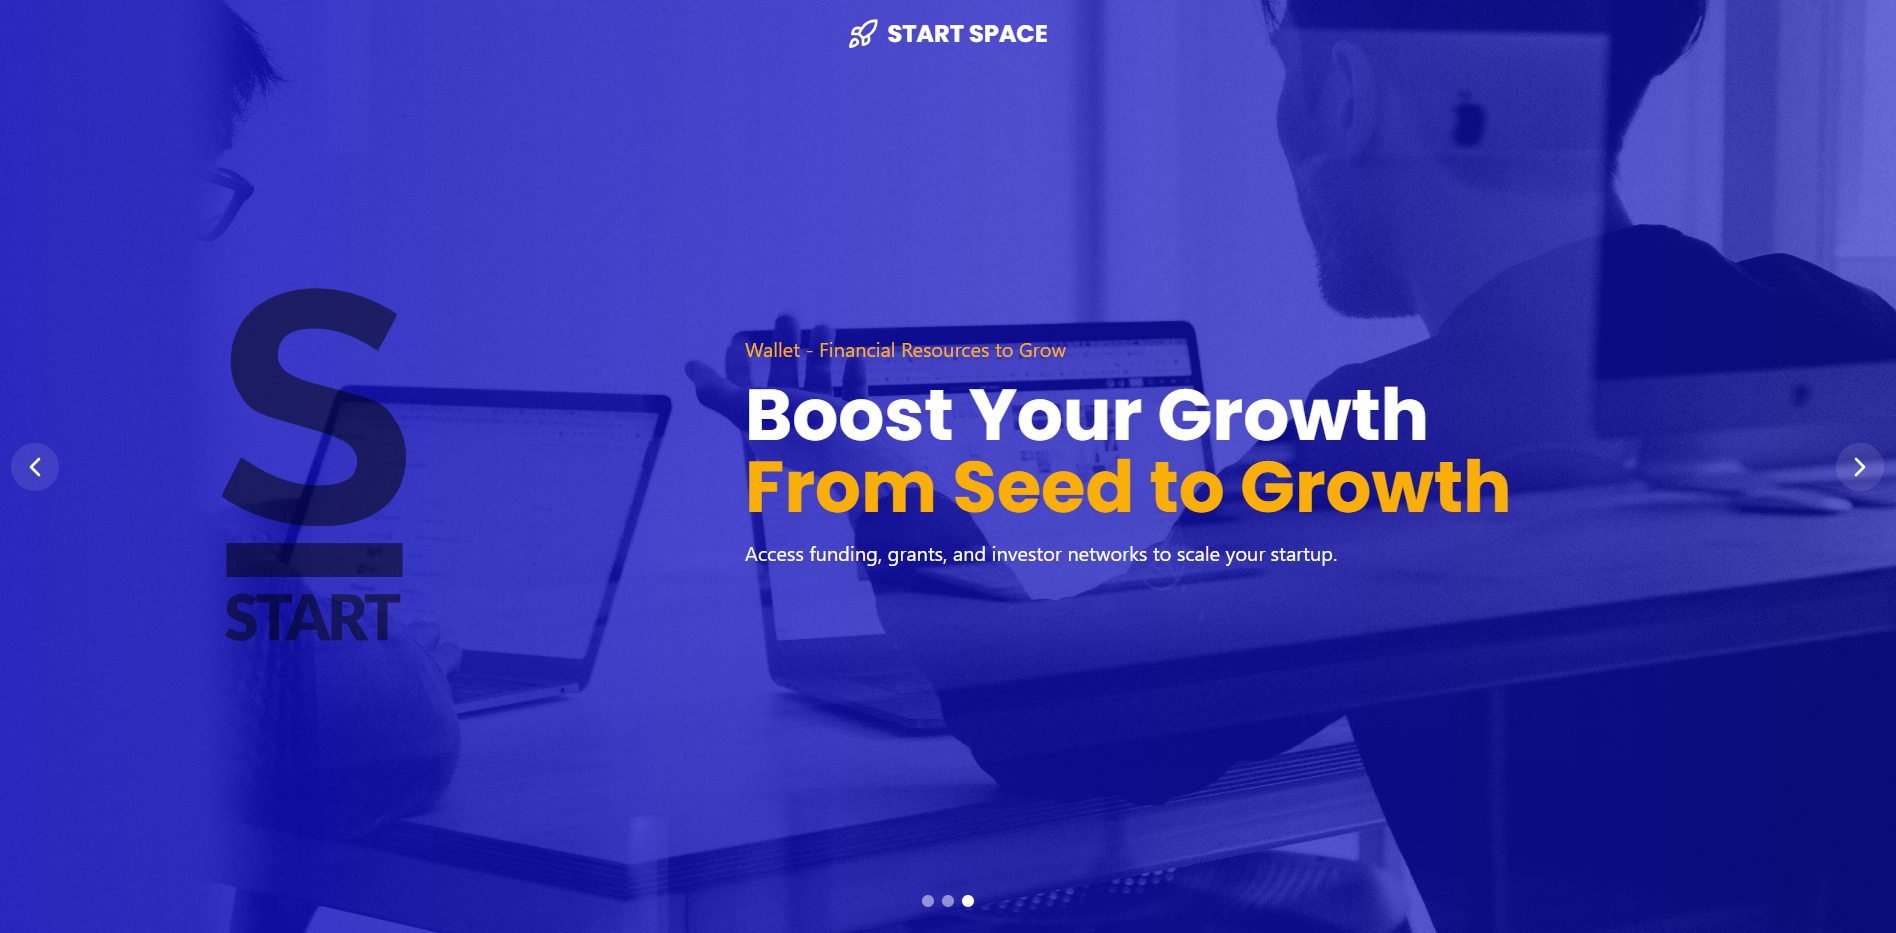 START SPACE
S
START
Wallet - Financial Resources to Grow
Boost Your Growth
From Seed to Growth
Access funding, grants, and investor networks to scale your startup.